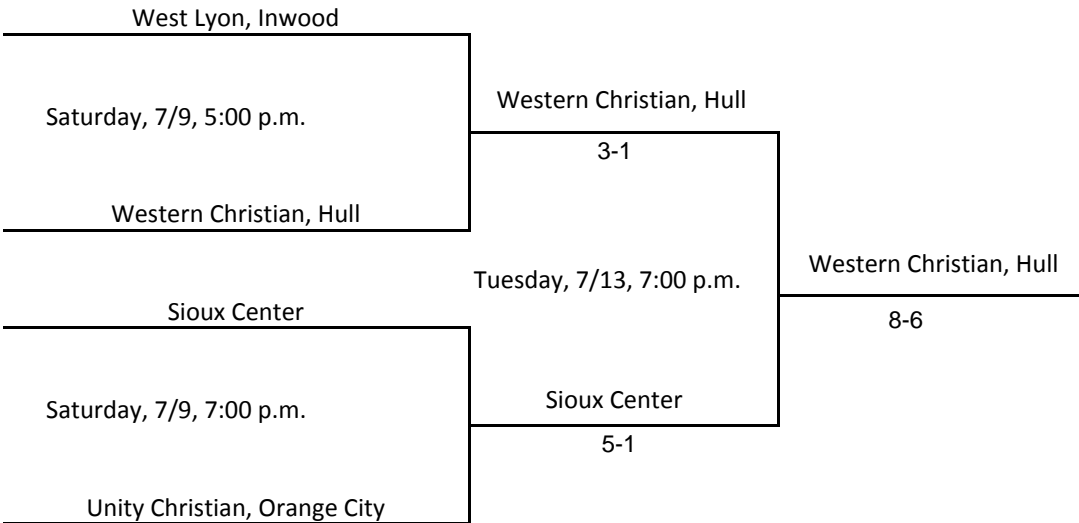 West Lyon, Inwood
Saturday, 7/9, 5:00 p.m.
Western Christian, Hull
3-1
Western Christian, Hull
Tuesday, 7/13, 7:00 p.m.
Western Christian, Hull
8-6
Sioux Center
Saturday, 7/9, 7:00 p.m.
Sioux Center
5-1
Unity Christian, Orange City